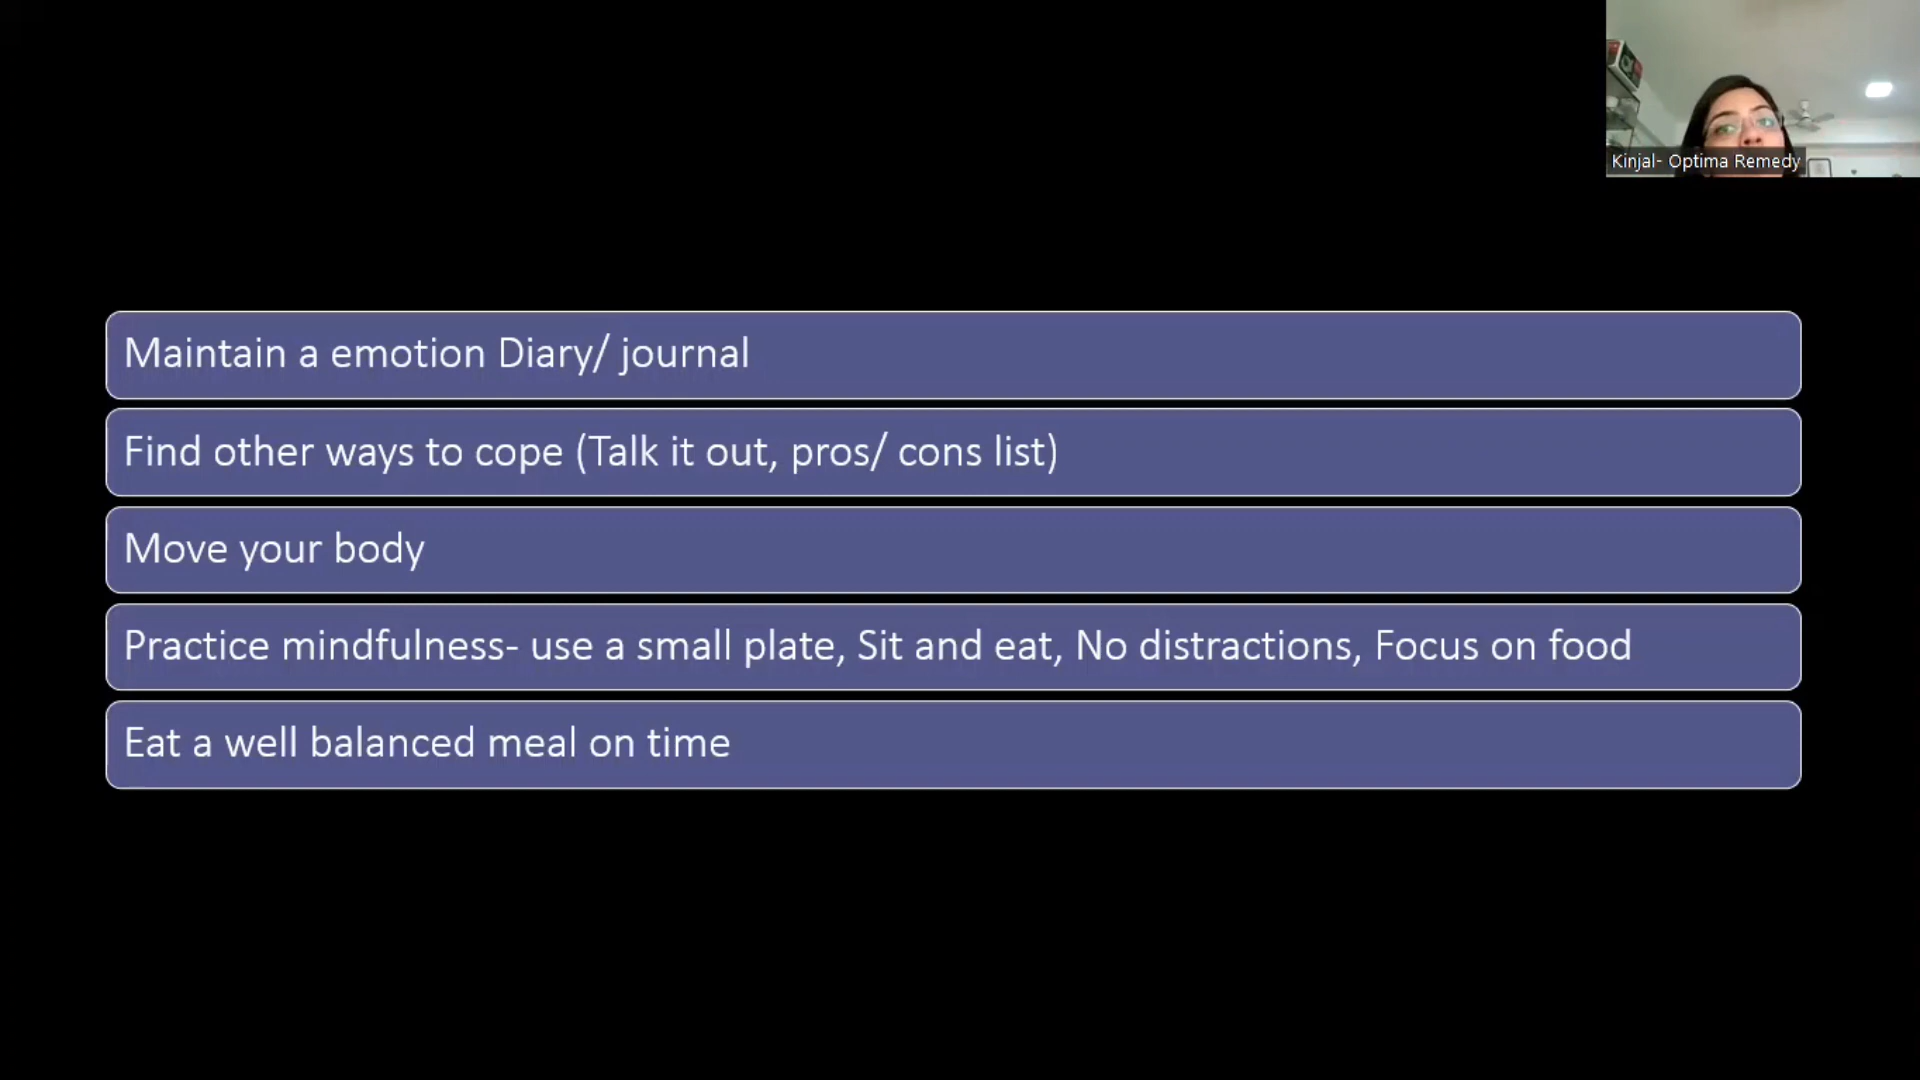 Kinjal- Optima Remedy
Maintain a emotion Diary/ journal
Find other ways to cope (Talk it out, pros/ cons list)
Move your body
Practice mindfulness- use a small plate, Sit and eat, No distractions, Focus on food
Eat a well balanced meal on time